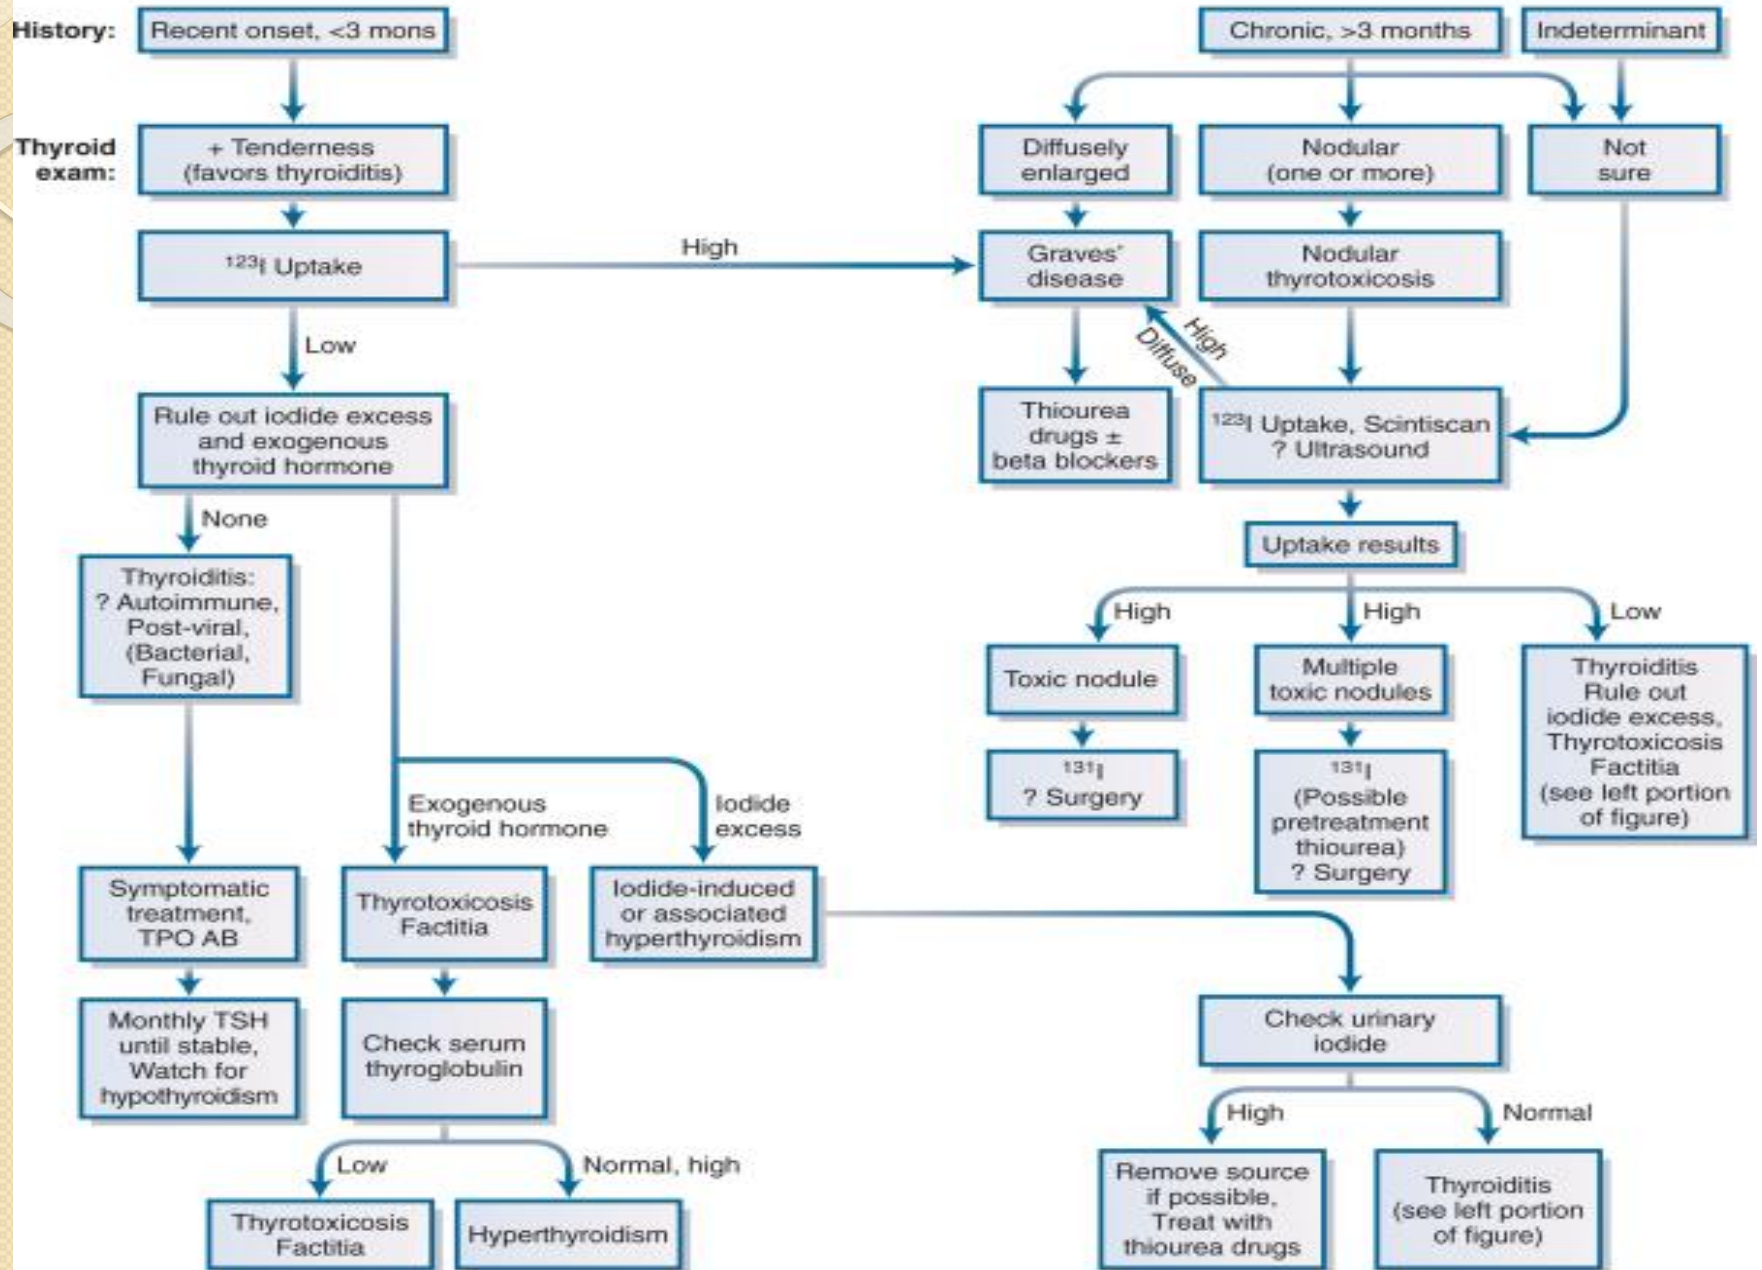 History:
Recent onset, <3 mons
Chronic, >3 months
Indeterminant
Thyroid
exam:
+ Tenderness
(favors thyroiditis)
Diffusely
enlarged
Nodular
(one or more)
Not
sure
¹²³I Uptake
High
Graves'
disease
Nodular
thyrotoxicosis
Low
High
Diffuse
Rule out iodide excess
and exogenous
thyroid hormone
Thiourea
drugs ±
beta blockers
¹²³I Uptake, Scintiscan
? Ultrasound
None
Uptake results
Thyroiditis:
? Autoimmune,
Post-viral,
(Bacterial,
Fungal)
High
High
Low
Toxic nodule
Multiple
toxic nodules
Thyroiditis
Rule out
iodide excess,
Thyrotoxicosis
Factitia
(see left portion
of figure)
¹³¹I
? Surgery
¹³¹I
(Possible
pretreatment
thiourea)
? Surgery
Exogenous
thyroid hormone
Iodide
excess
Symptomatic
treatment,
TPO AB
Thyrotoxicosis
Factitia
Iodide-induced
or associated
hyperthyroidism
Monthly TSH
until stable,
Watch for
hypothyroidism
Check serum
thyroglobulin
Check urinary
iodide
Low
Normal, high
High
Normal
Thyrotoxicosis
Factitia
Hyperthyroidism
Remove source
if possible,
Treat with
thiourea drugs
Thyroiditis
(see left portion
of figure)